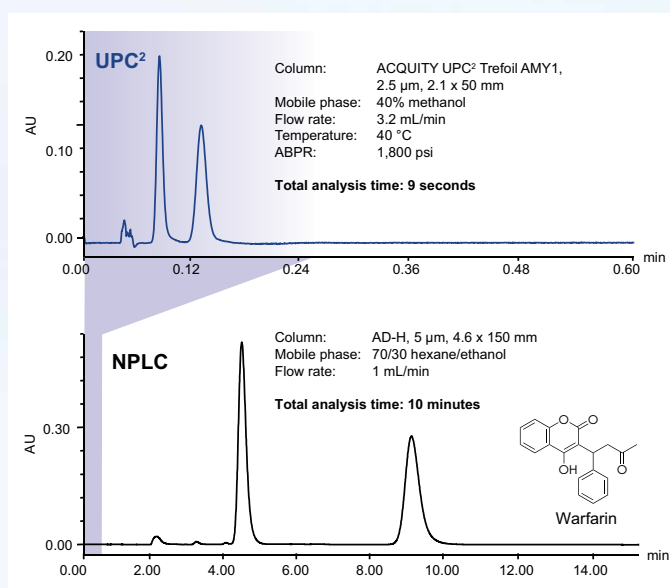 UPC²
AU
0.20
0.10
0.00
Column: ACQUITY UPC² Trefoil AMY1,
2.5 µm, 2.1 x 50 mm
Mobile phase: 40% methanol
Flow rate: 3.2 mL/min
Temperature: 40 °C
ABPR: 1,800 psi
Total analysis time: 9 seconds
0.00 0.12 0.24 0.36 0.48 0.60 min
NPLC
AU
0.30
0.00
Column: AD-H, 5 µm, 4.6 x 150 mm
Mobile phase: 70/30 hexane/ethanol
Flow rate: 1 mL/min
Total analysis time: 10 minutes
O O
OH O
Warfarin
0.00 2.00 4.00 6.00 8.00 10.00 12.00 14.00 min